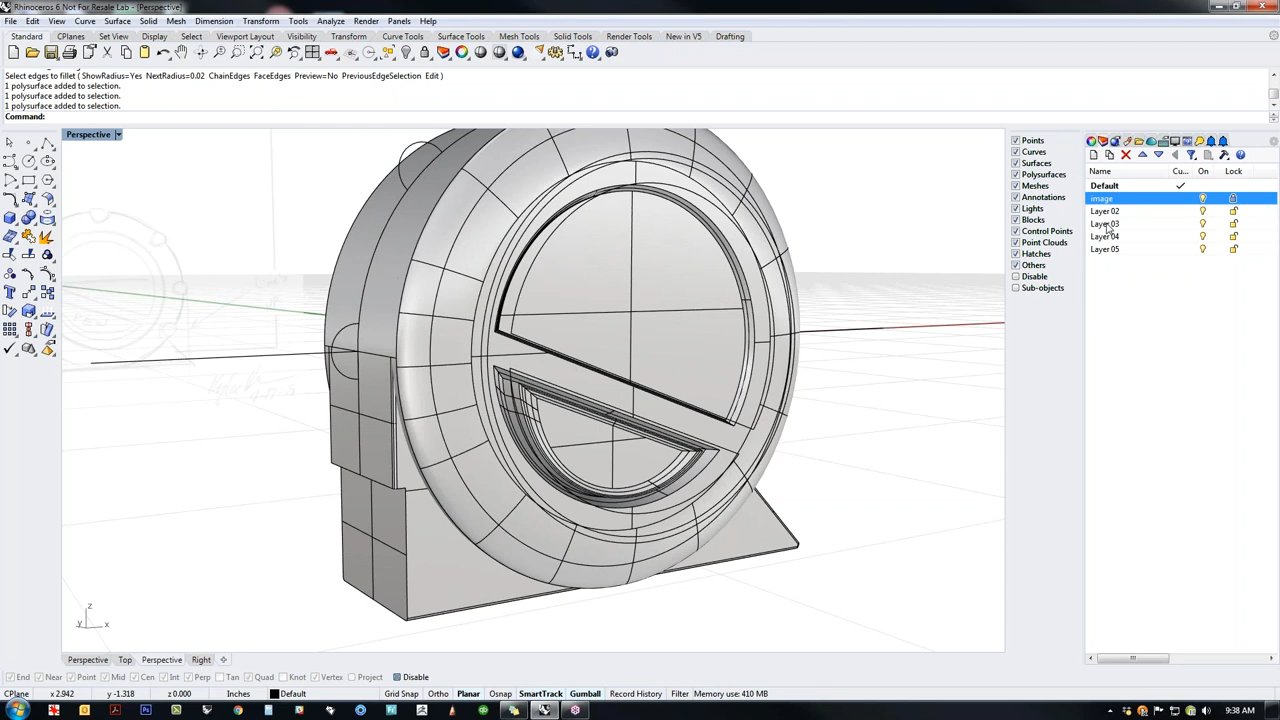 Rhinoceros 6 Not For Resale Lab - [Perspective]
File Edit View Curve Surface Solid Mesh Dimension Transform Tools Analyze Render Panels Help
Standard CPlanes Set View Display Select Viewport Layout Visibility Transform Curve Tools Surface Tools Solid Tools Mesh Tools Render Tools New in V5 Drafting
Select edges to fillet ( ShowRadius=Yes NextRadius=0.02 ChainEdges FaceEdges Preview=No PreviousEdgeSelection Edit )
1 polysurface added to selection.
1 polysurface added to selection.
1 polysurface added to selection.
Command:
Perspective
Points
Curves
Surfaces
Polysurfaces
Meshes
Annotations
Lights
Blocks
Control Points
Point Clouds
Hatches
Others
Disable
Sub-objects
Name Cu... On Lock
Default
image
Layer 02
Layer 03
Layer 04
Layer 05
z
y x
Perspective Top Perspective Right
End Near Point Mid Cen Int Perp Tan Quad Knot Vertex Project Disable
CPlane x 2.942 y -1.318 z 0.000 Inches Default Grid Snap Ortho Planar Osnap SmartTrack Gumball Record History Filter Memory use: 410 MB
9:38 AM